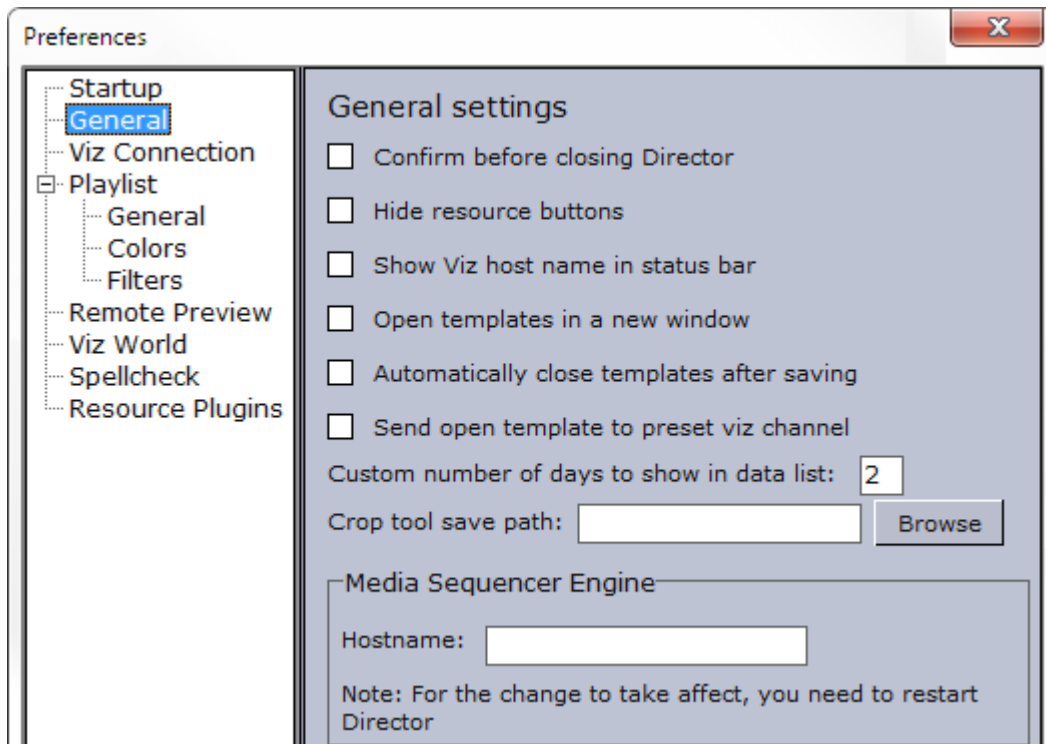 Preferences
Startup
General
Viz Connection
Playlist
General
Colors
Filters
Remote Preview
Viz World
Spellcheck
Resource Plugins
General settings
Confirm before closing Director
Hide resource buttons
Show Viz host name in status bar
Open templates in a new window
Automatically close templates after saving
Send open template to preset viz channel
Custom number of days to show in data list: 2
Crop tool save path: Browse
Media Sequencer Engine
Hostname:
Note: For the change to take affect, you need to restart
Director